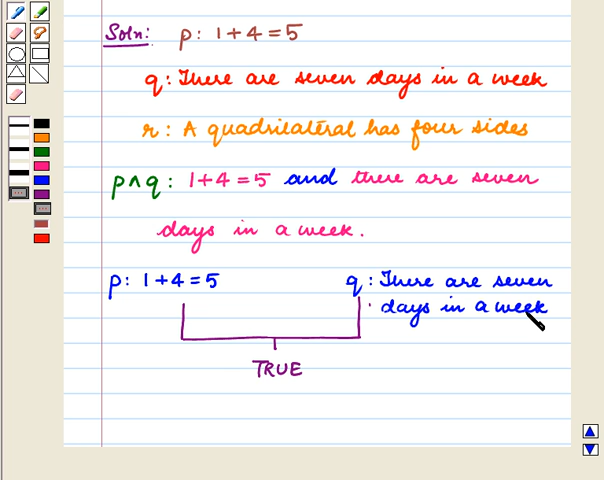 Soln: p: 1+4=5
q: There are seven days in a week
r: A quadrilateral has four sides
p∧q: 1+4=5 and there are seven
days in a week.
p: 1+4=5 q: There are seven
days in a week
TRUE